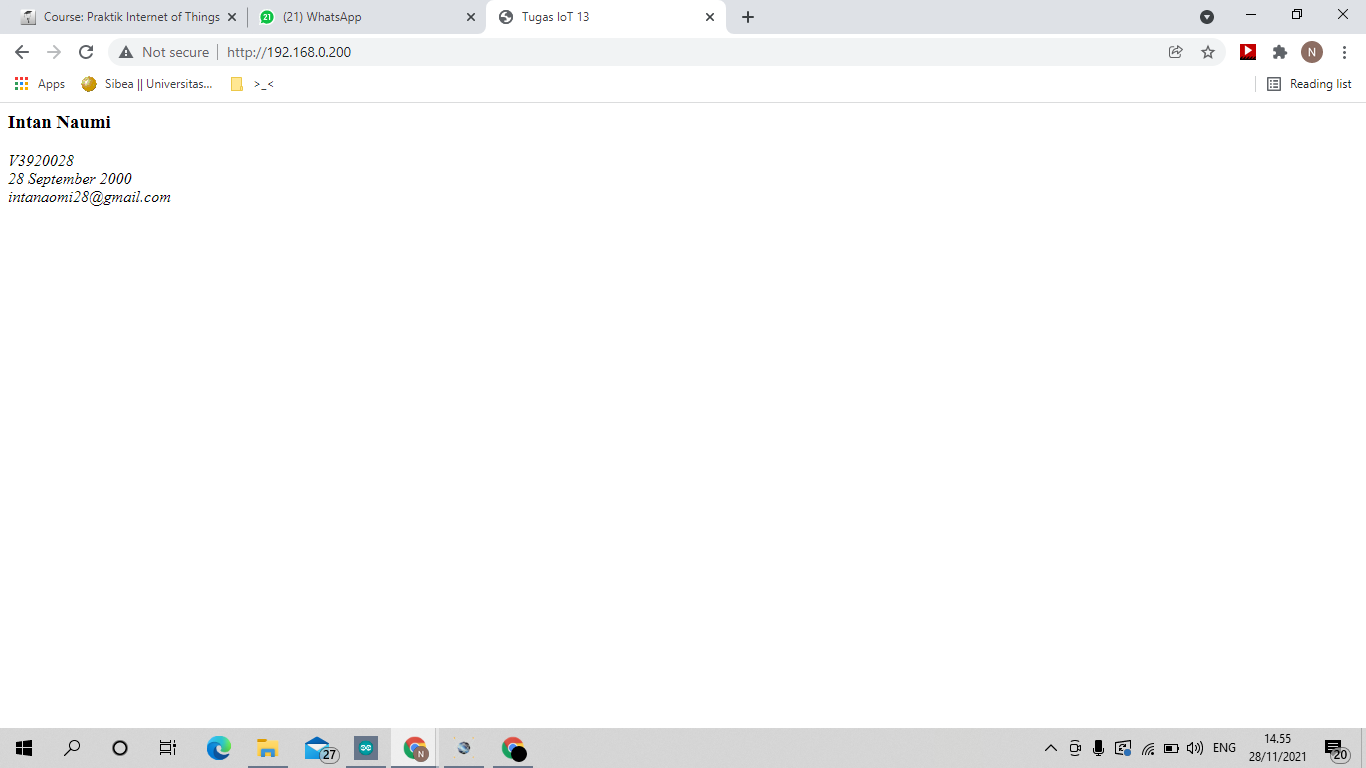 Course: Praktik Internet of Things
(21) WhatsApp
Tugas IoT 13
Not secure
http://192.168.0.200
N
Apps
Sibea || Universitas...
>_<
Reading list
Intan Naumi
V3920028
28 September 2000
intanaomi28@gmail.com
27
N
ENG
14.55
28/11/2021
20